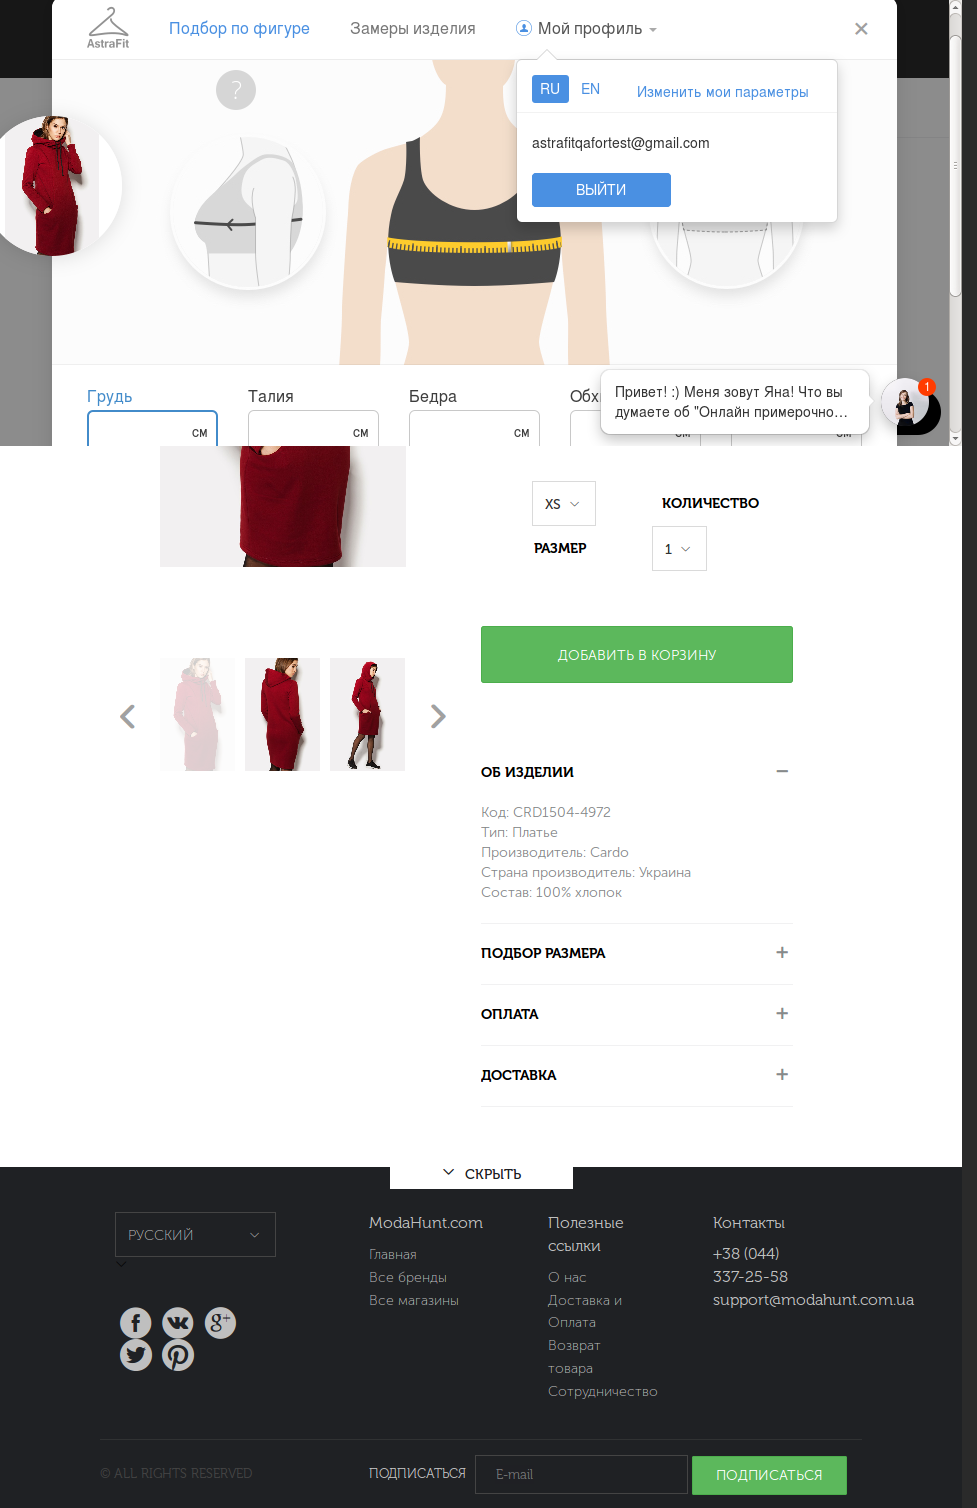 AstraFit
Подбор по фигуре
Замеры изделия
Мой профиль
?
RU
EN
Изменить мои параметры
astrafitqafortest@gmail.com
ВЫЙТИ
Грудь
Талия
Бедра
см
см
см
Привет! :) Меня зовут Яна! Что вы
думаете об "Онлайн примерочно...
1
XS
КОЛИЧЕСТВО
РАЗМЕР
1
ДОБАВИТЬ В КОРЗИНУ
ОБ ИЗДЕЛИИ
Код: CRD1504-4972
Тип: Платье
Производитель: Cardo
Страна производитель: Украина
Состав: 100% хлопок
ПОДБОР РАЗМЕРА
ОПЛАТА
ДОСТАВКА
СКРЫТЬ
РУССКИЙ
ModaHunt.com
Главная
Все бренды
Все магазины
Полезные
ссылки
О нас
Доставка и
Оплата
Возврат
товара
Сотрудничество
Контакты
+38 (044)
337-25-58
support@modahunt.com.ua
© ALL RIGHTS RESERVED
ПОДПИСАТЬСЯ
E-mail
ПОДПИСАТЬСЯ